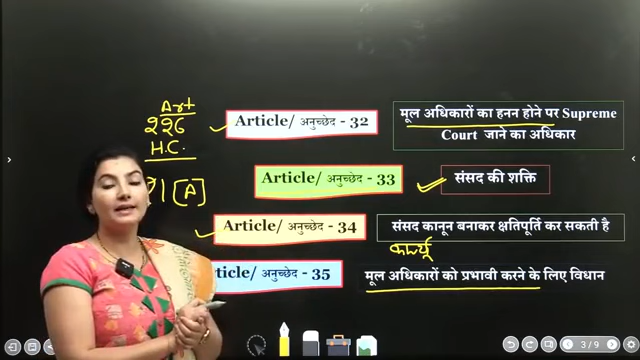 Art
226
H.C.
Article/ अनुच्छेद - 32
मूल अधिकारों का हनन होने पर Supreme
Court जाने का अधिकार
[A]
Article/ अनुच्छेद - 33
संसद की शक्ति
Article/ अनुच्छेद - 34
संसद कानून बनाकर क्षतिपूर्ति कर सकती है
कर्फ्यू
ticle/ अनुच्छेद - 35
मूल अधिकारों को प्रभावी करने के लिए विधान
3 / 9